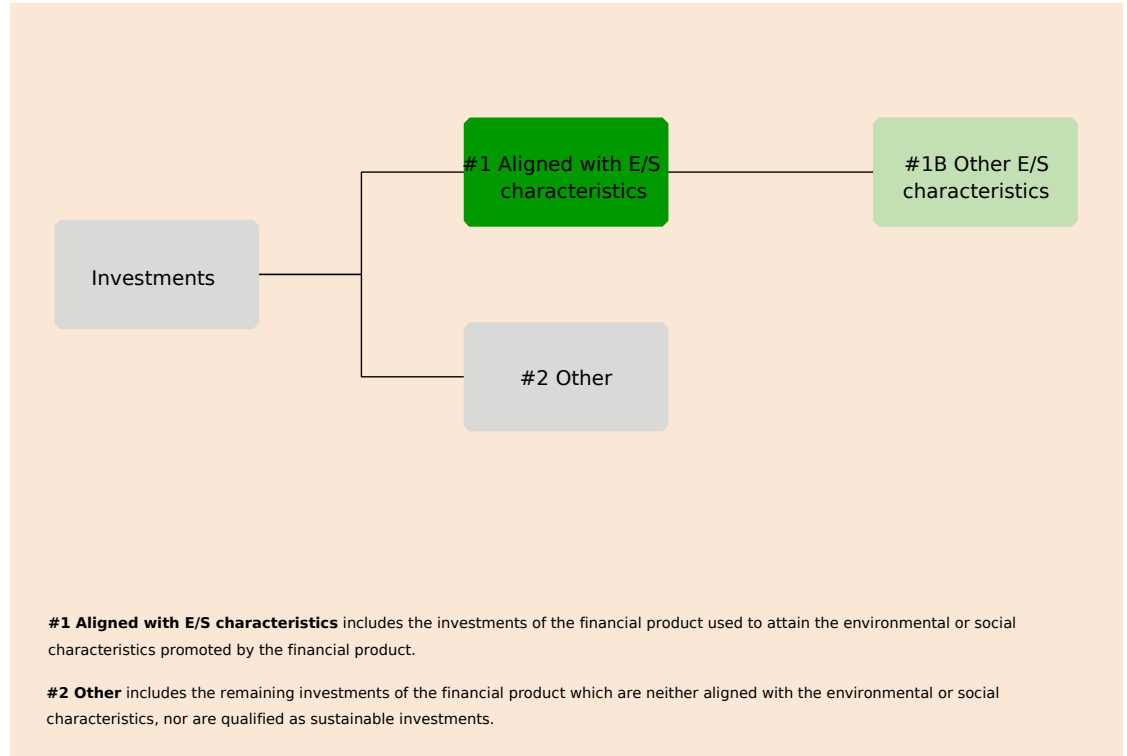 #1 Aligned with E/S
characteristics
#1B Other E/S
characteristics
Investments
#2 Other
#1 Aligned with E/S characteristics includes the investments of the financial product used to attain the environmental or social
characteristics promoted by the financial product.
#2 Other includes the remaining investments of the financial product which are neither aligned with the environmental or social
characteristics, nor are qualified as sustainable investments.